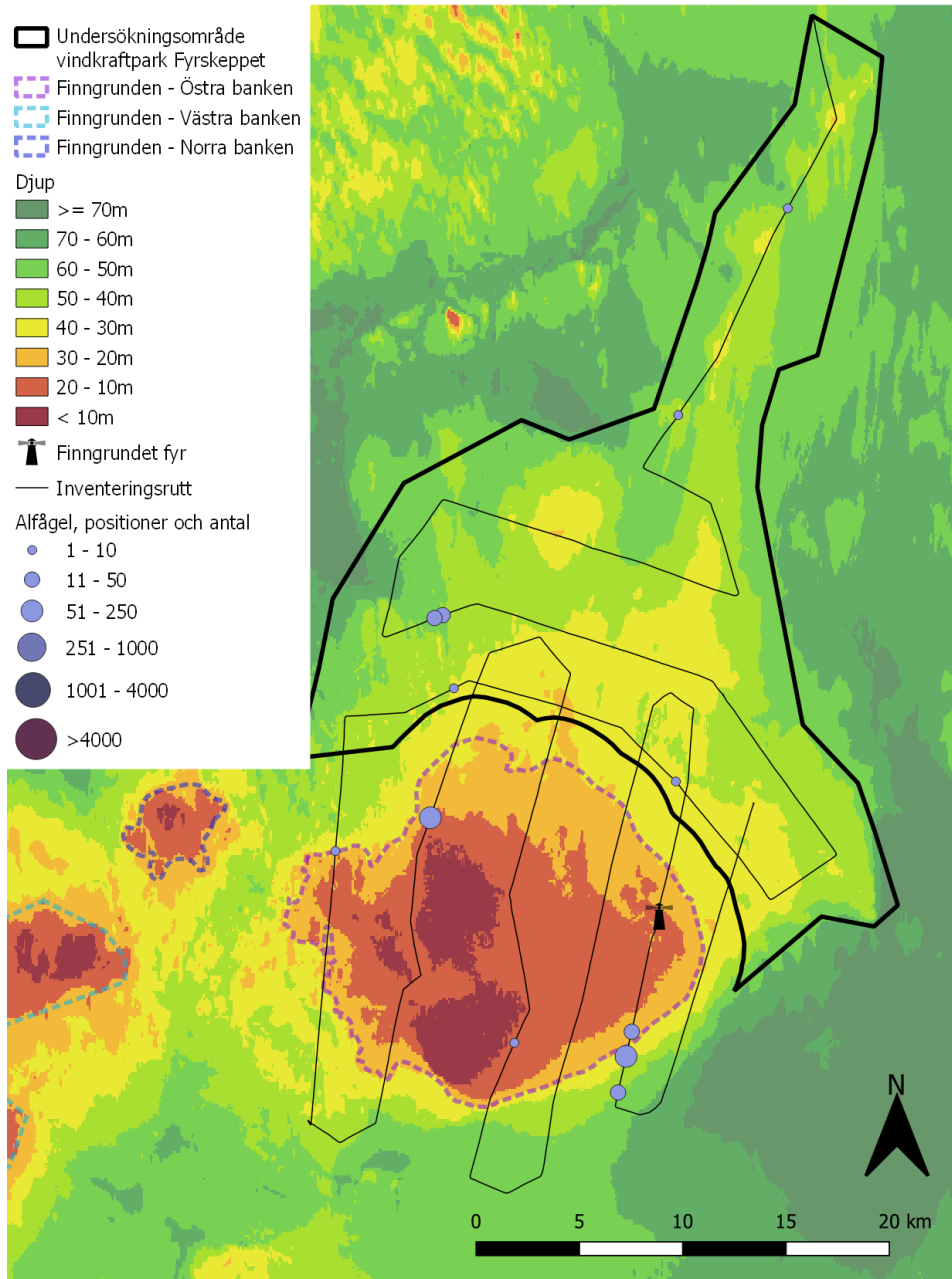 Undersökningsområde
vindkraftpark Fyrskeppet
Finngrunden - Östra banken
Finngrunden - Västra banken
Finngrunden - Norra banken
Djup
>= 70m
70 - 60m
60 - 50m
50 - 40m
40 - 30m
30 - 20m
20 - 10m
< 10m
Finngrundet fyr
Inventeringsrutt
Alfågel, positioner och antal
1 - 10
11 - 50
51 - 250
251 - 1000
1001 - 4000
>4000
N
0 5 10 15 20 km